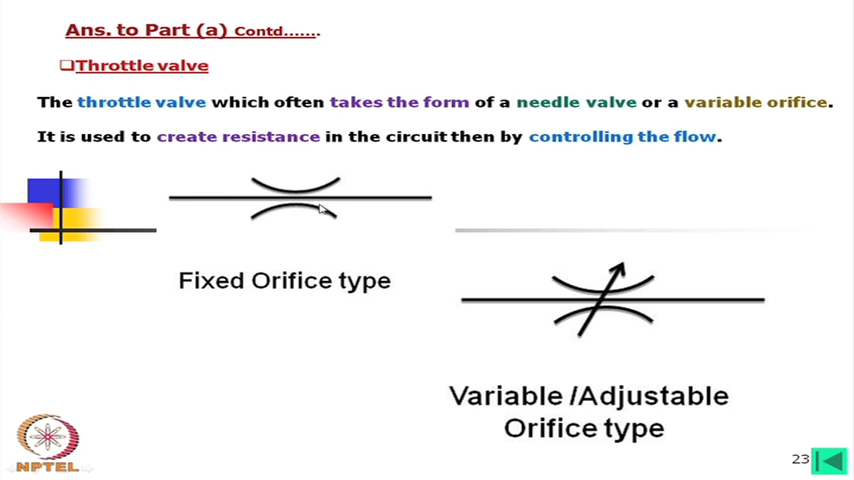 Ans. to Part (a) Contd.......
❑Throttle valve
The throttle valve which often takes the form of a needle valve or a variable orifice.
It is used to create resistance in the circuit then by controlling the flow.
Fixed Orifice type
Variable /Adjustable
Orifice type
NPTEL
23